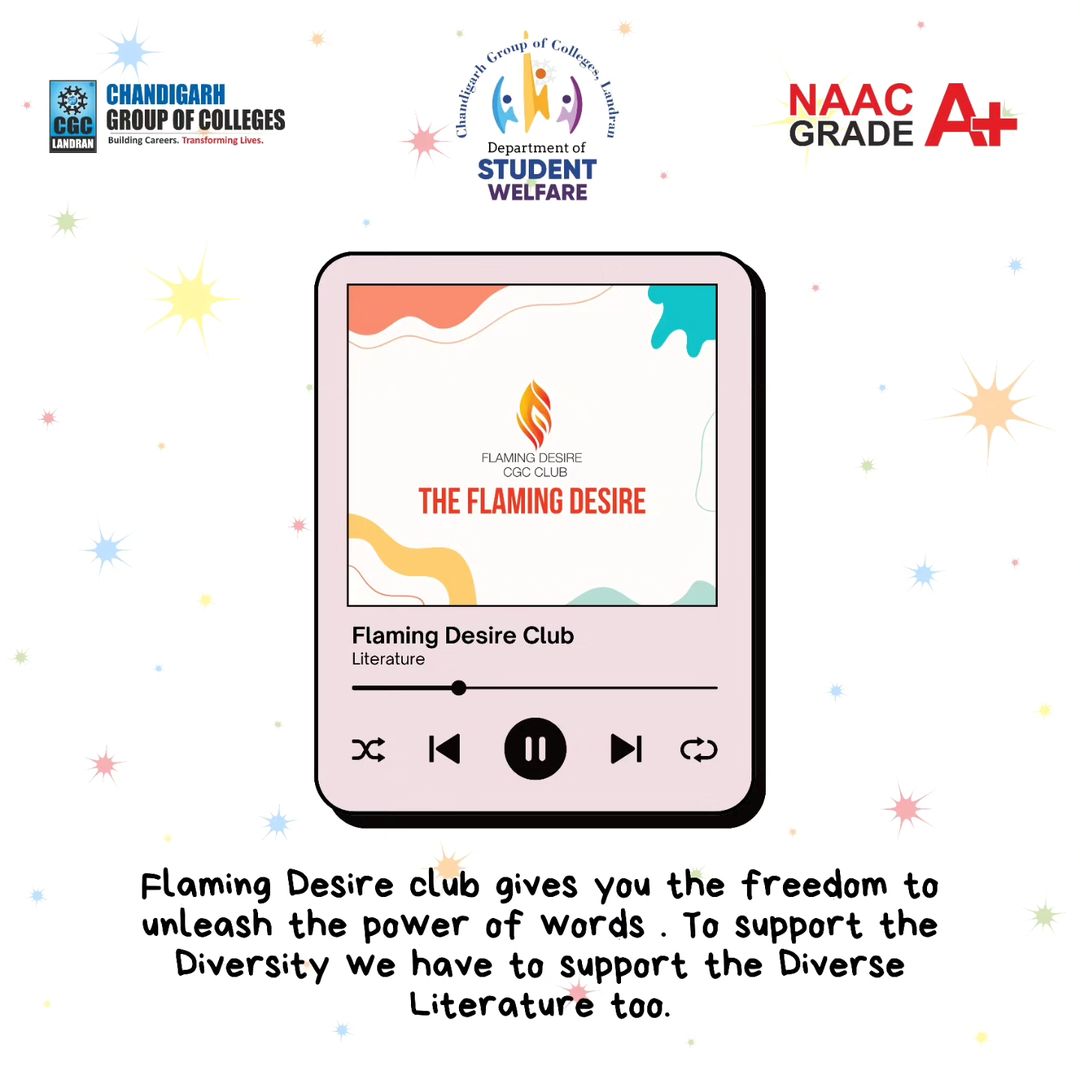 CGC
LANDRAN
CHANDIGARH
GROUP OF COLLEGES
Building Careers. Transforming Lives.
Chandigarh Group of Colleges, Landran
Department of
STUDENT
WELFARE
NAAC
GRADE
A+
FLAMING DESIRE
CGC CLUB
THE FLAMING DESIRE
Flaming Desire Club
Literature
Flaming Desire club gives you the freedom to
unleash the power of words . To support the
Diversity we have to support the Diverse
Literature too.